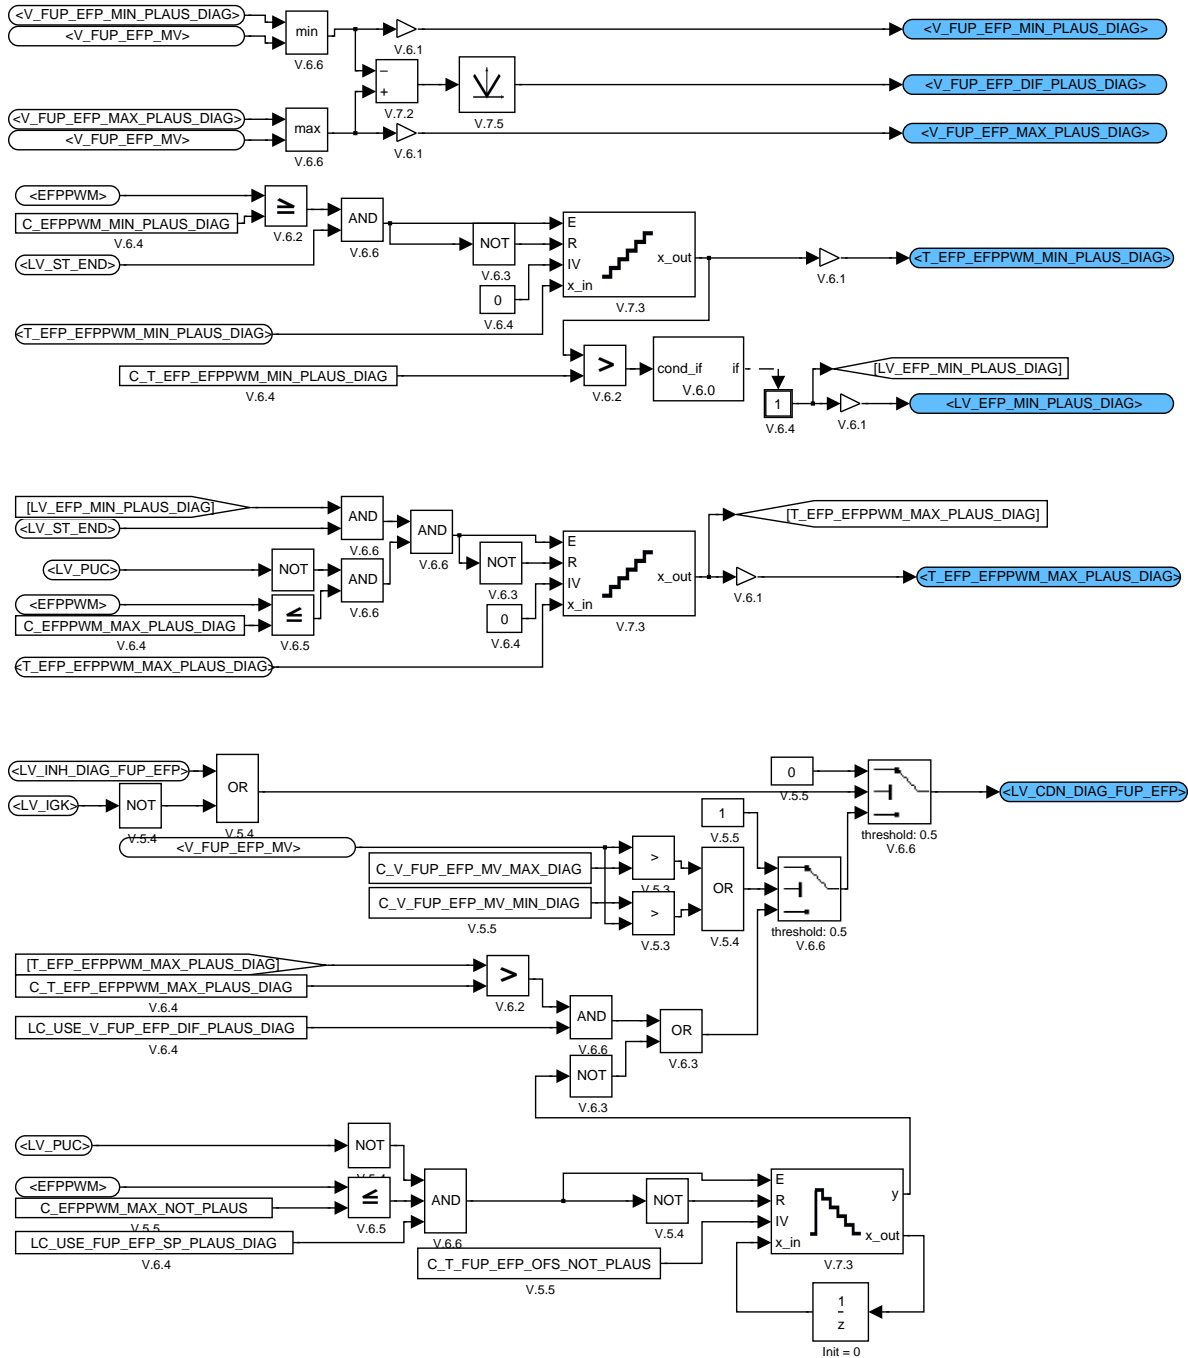 <V_FUP_EFP_MIN_PLAUS_DIAG>
<V_FUP_EFP_MV>
min
V.6.6
V.6.1
<V_FUP_EFP_MIN_PLAUS_DIAG>
−
+
V.7.2
V.7.5
<V_FUP_EFP_DIF_PLAUS_DIAG>
<V_FUP_EFP_MAX_PLAUS_DIAG>
<V_FUP_EFP_MV>
max
V.6.6
V.6.1
<V_FUP_EFP_MAX_PLAUS_DIAG>
<EFPPWM>
C_EFPPWM_MIN_PLAUS_DIAG
V.6.4
<LV_ST_END>
≥
V.6.2
AND
V.6.6
NOT
V.6.3
0
V.6.4
E
R
IV
x_in
x_out
V.7.3
V.6.1
<T_EFP_EFPPWM_MIN_PLAUS_DIAG>
<T_EFP_EFPPWM_MIN_PLAUS_DIAG>
C_T_EFP_EFPPWM_MIN_PLAUS_DIAG
V.6.4
>
V.6.2
cond_if
if
V.6.0
1
V.6.4
[LV_EFP_MIN_PLAUS_DIAG]
V.6.1
<LV_EFP_MIN_PLAUS_DIAG>
[LV_EFP_MIN_PLAUS_DIAG]
<LV_ST_END>
AND
V.6.6
AND
V.6.6
<LV_PUC>
NOT
AND
V.6.6
<EFPPWM>
C_EFPPWM_MAX_PLAUS_DIAG
V.6.4
≤
V.6.5
NOT
V.6.3
0
V.6.4
E
R
IV
x_in
x_out
V.7.3
[T_EFP_EFPPWM_MAX_PLAUS_DIAG]
V.6.1
<T_EFP_EFPPWM_MAX_PLAUS_DIAG>
<T_EFP_EFPPWM_MAX_PLAUS_DIAG>
<LV_INH_DIAG_FUP_EFP>
<LV_IGK>
NOT
V.5.4
OR
V.5.4
0
V.5.5
threshold: 0.5
V.6.6
<LV_CDN_DIAG_FUP_EFP>
1
V.5.5
<V_FUP_EFP_MV>
C_V_FUP_EFP_MV_MAX_DIAG
C_V_FUP_EFP_MV_MIN_DIAG
V.5.5
>
V.5.3
>
V.5.3
OR
V.5.4
threshold: 0.5
V.6.6
[T_EFP_EFPPWM_MAX_PLAUS_DIAG]
C_T_EFP_EFPPWM_MAX_PLAUS_DIAG
V.6.4
>
V.6.2
LC_USE_V_FUP_EFP_DIF_PLAUS_DIAG
V.6.4
AND
V.6.6
OR
V.6.3
NOT
V.6.3
<LV_PUC>
NOT
V.5.4
<EFPPWM>
C_EFPPWM_MAX_NOT_PLAUS
V.5.5
≤
V.6.5
LC_USE_FUP_EFP_SP_PLAUS_DIAG
V.6.4
AND
V.6.6
NOT
V.5.4
C_T_FUP_EFP_OFS_NOT_PLAUS
V.5.5
E
R
IV
x_in
y
x_out
V.7.3
1
z
Init = 0